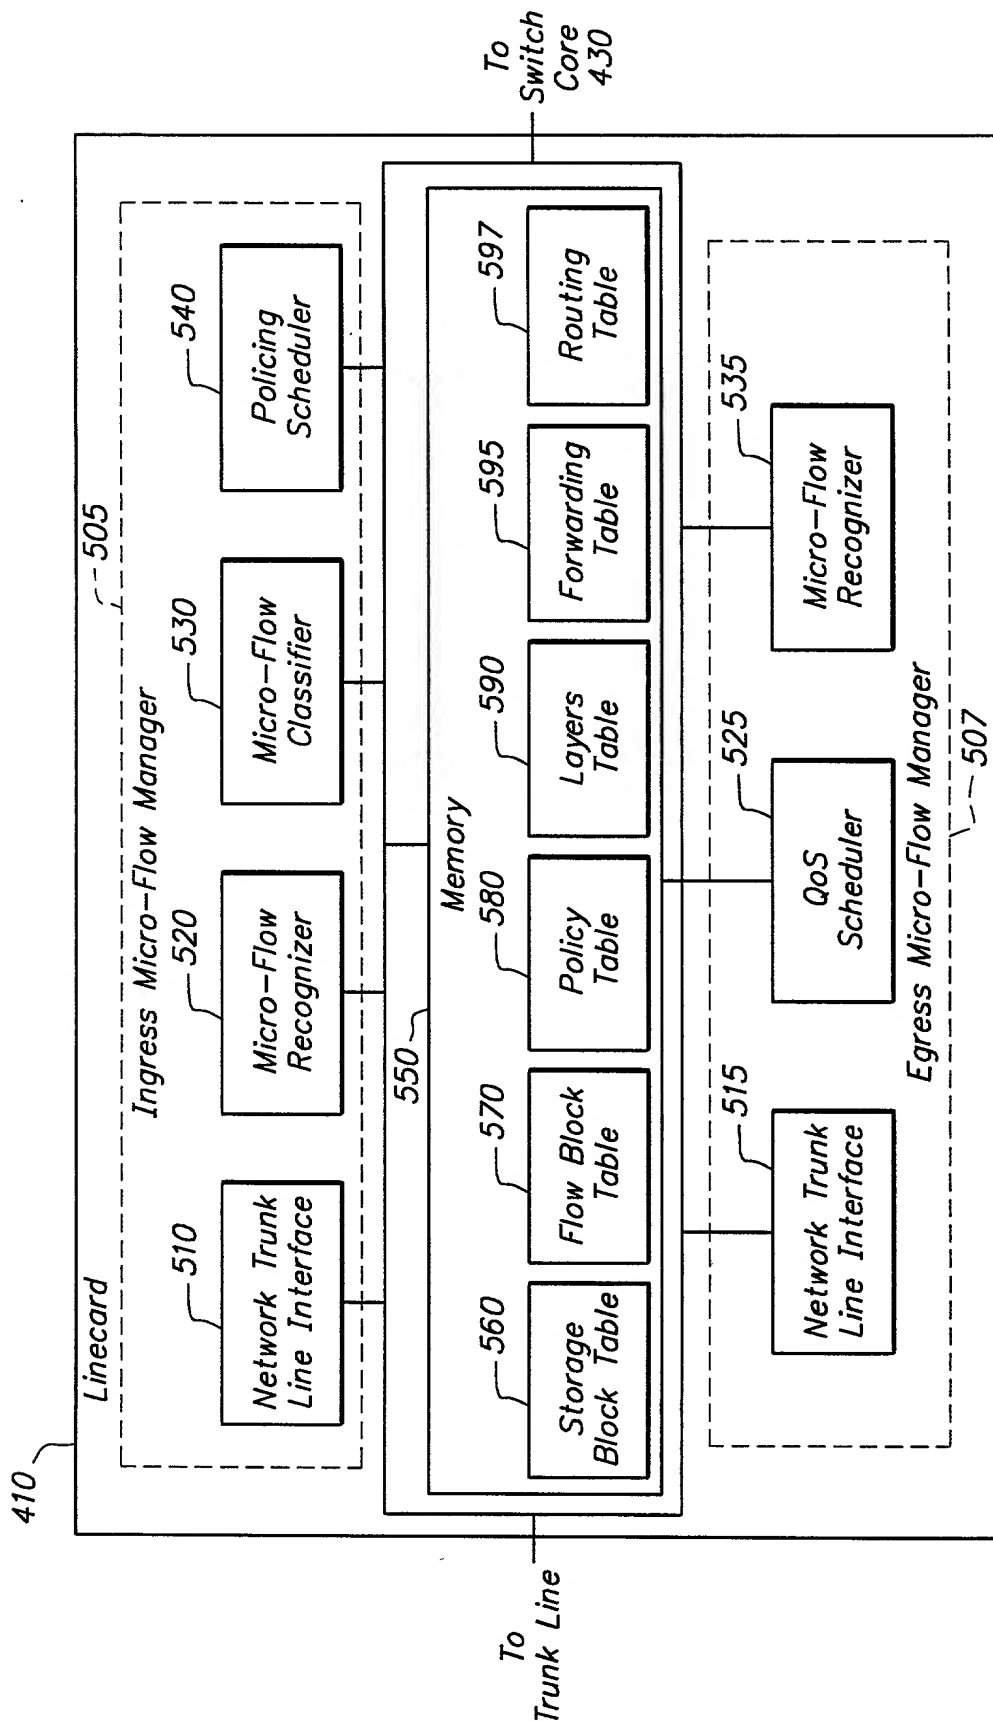 410
Linecard
505
Ingress Micro-Flow Manager
510
Network Trunk
Line Interface
520
Micro-Flow
Recognizer
530
Micro-Flow
Classifier
540
Policing
Scheduler
To
Trunk Line
To
Switch
Core
430
550
Memory
560
Storage
Block Table
570
Flow Block
Table
580
Policy
Table
590
Layers
Table
595
Forwarding
Table
597
Routing
Table
515
Network Trunk
Line Interface
525
QoS
Scheduler
535
Micro-Flow
Recognizer
Egress Micro-Flow Manager
507